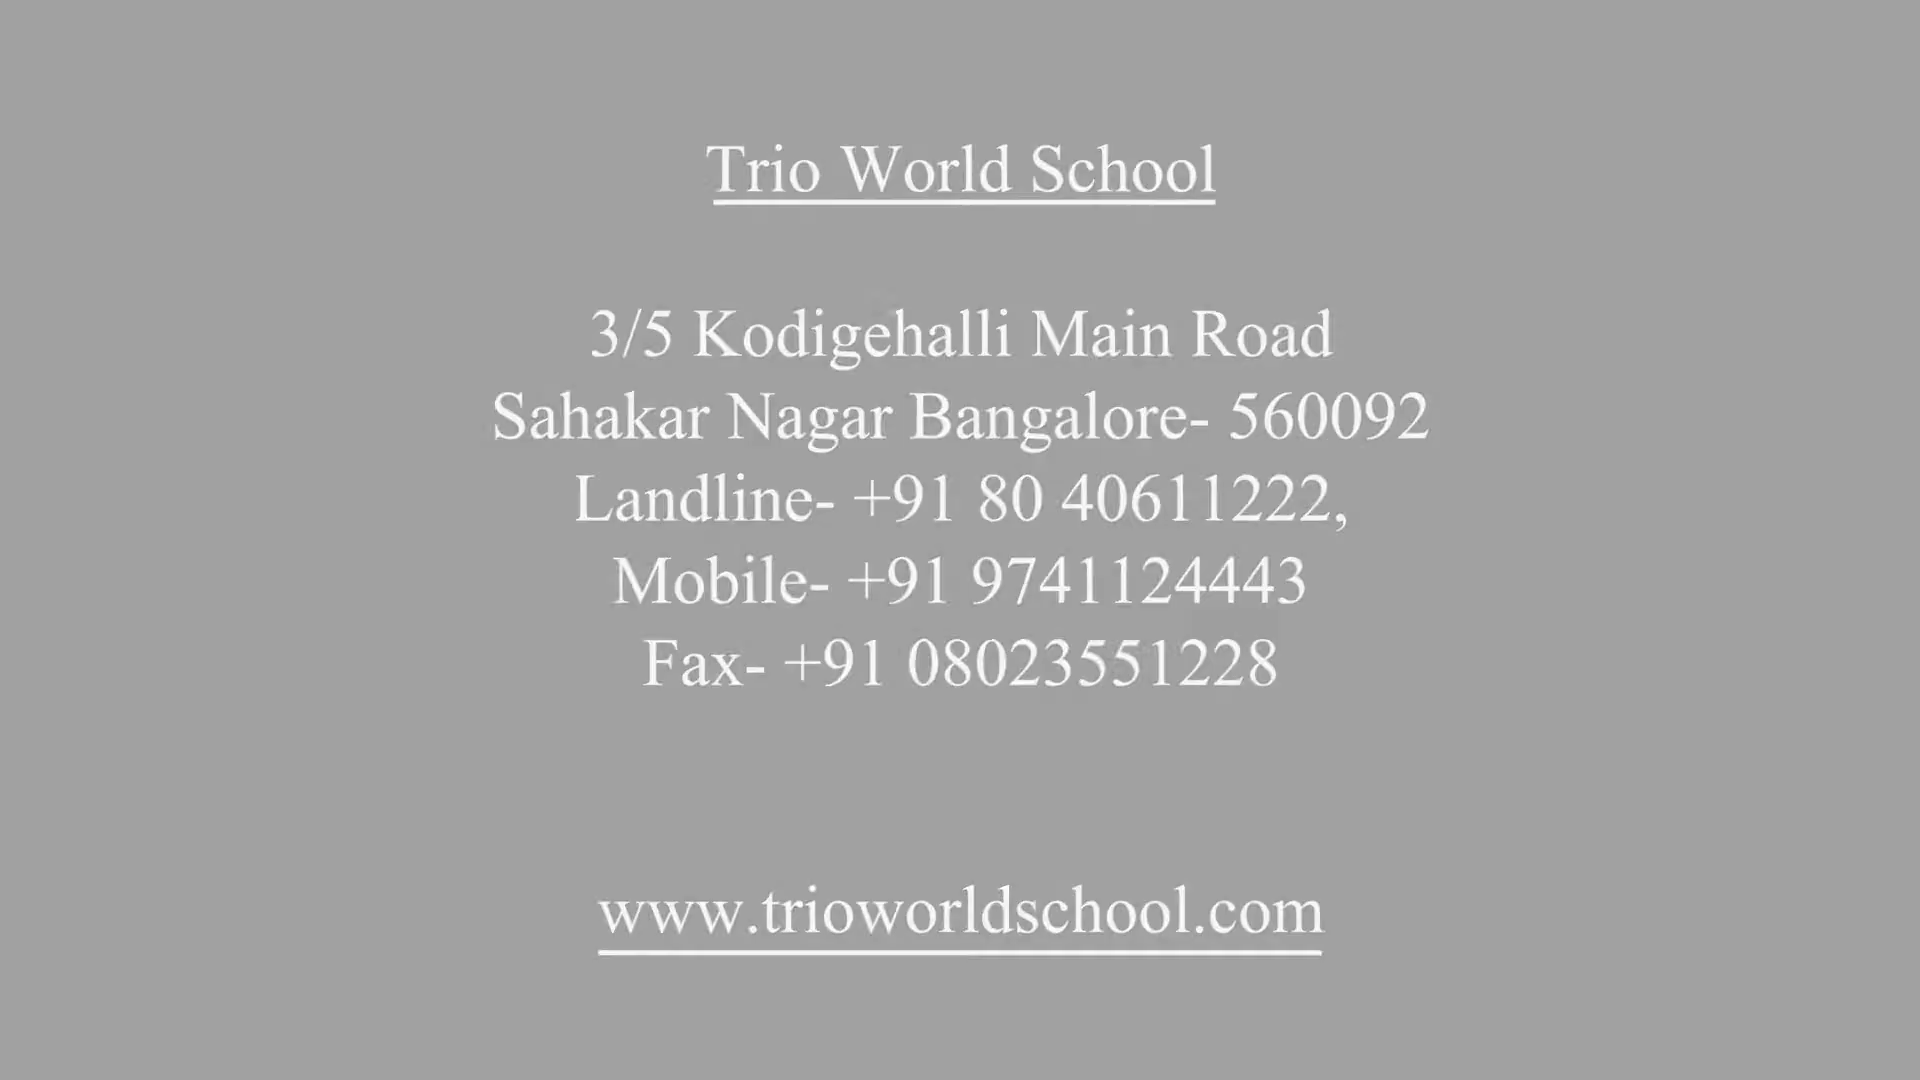 Trio World School
3/5 Kodigehalli Main Road
Sahakar Nagar Bangalore- 560092
Landline- +91 80 40611222,
Mobile- +91 9741124443
Fax- +91 08023551228
www.trioworldschool.com